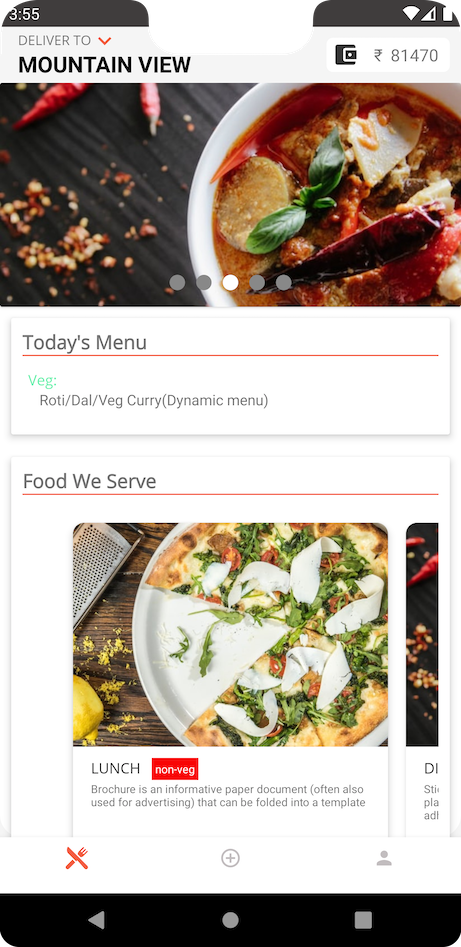 3:55
DELIVER TO
MOUNTAIN VIEW
₹ 81470
Today's Menu
Veg:
Roti/Dal/Veg Curry(Dynamic menu)
Food We Serve
LUNCH non-veg
Brochure is an informative paper document (often also
used for advertising) that can be folded into a template
DI
Sti
pla
adh